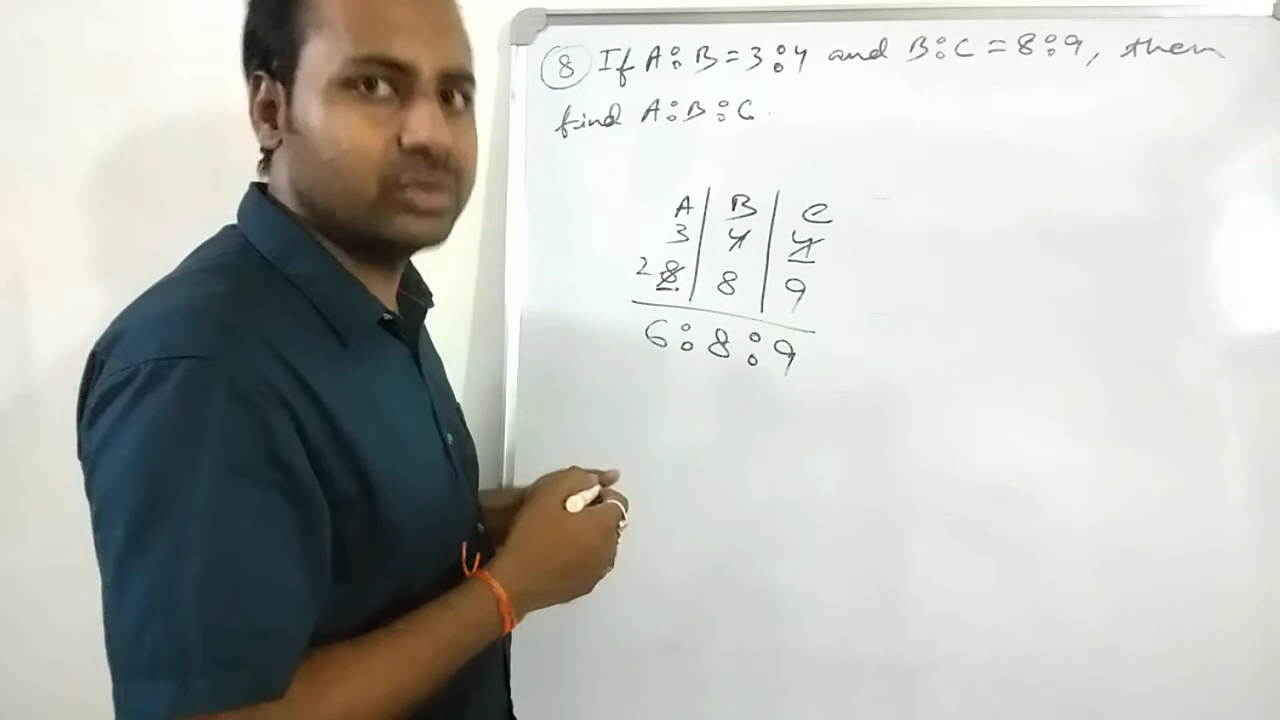 8 If A:B=3:4 and B:C=8:9, then
find A:B:C.
A | B | C
3 | 4 | 4
2 8 | 8 | 9
6:8:9